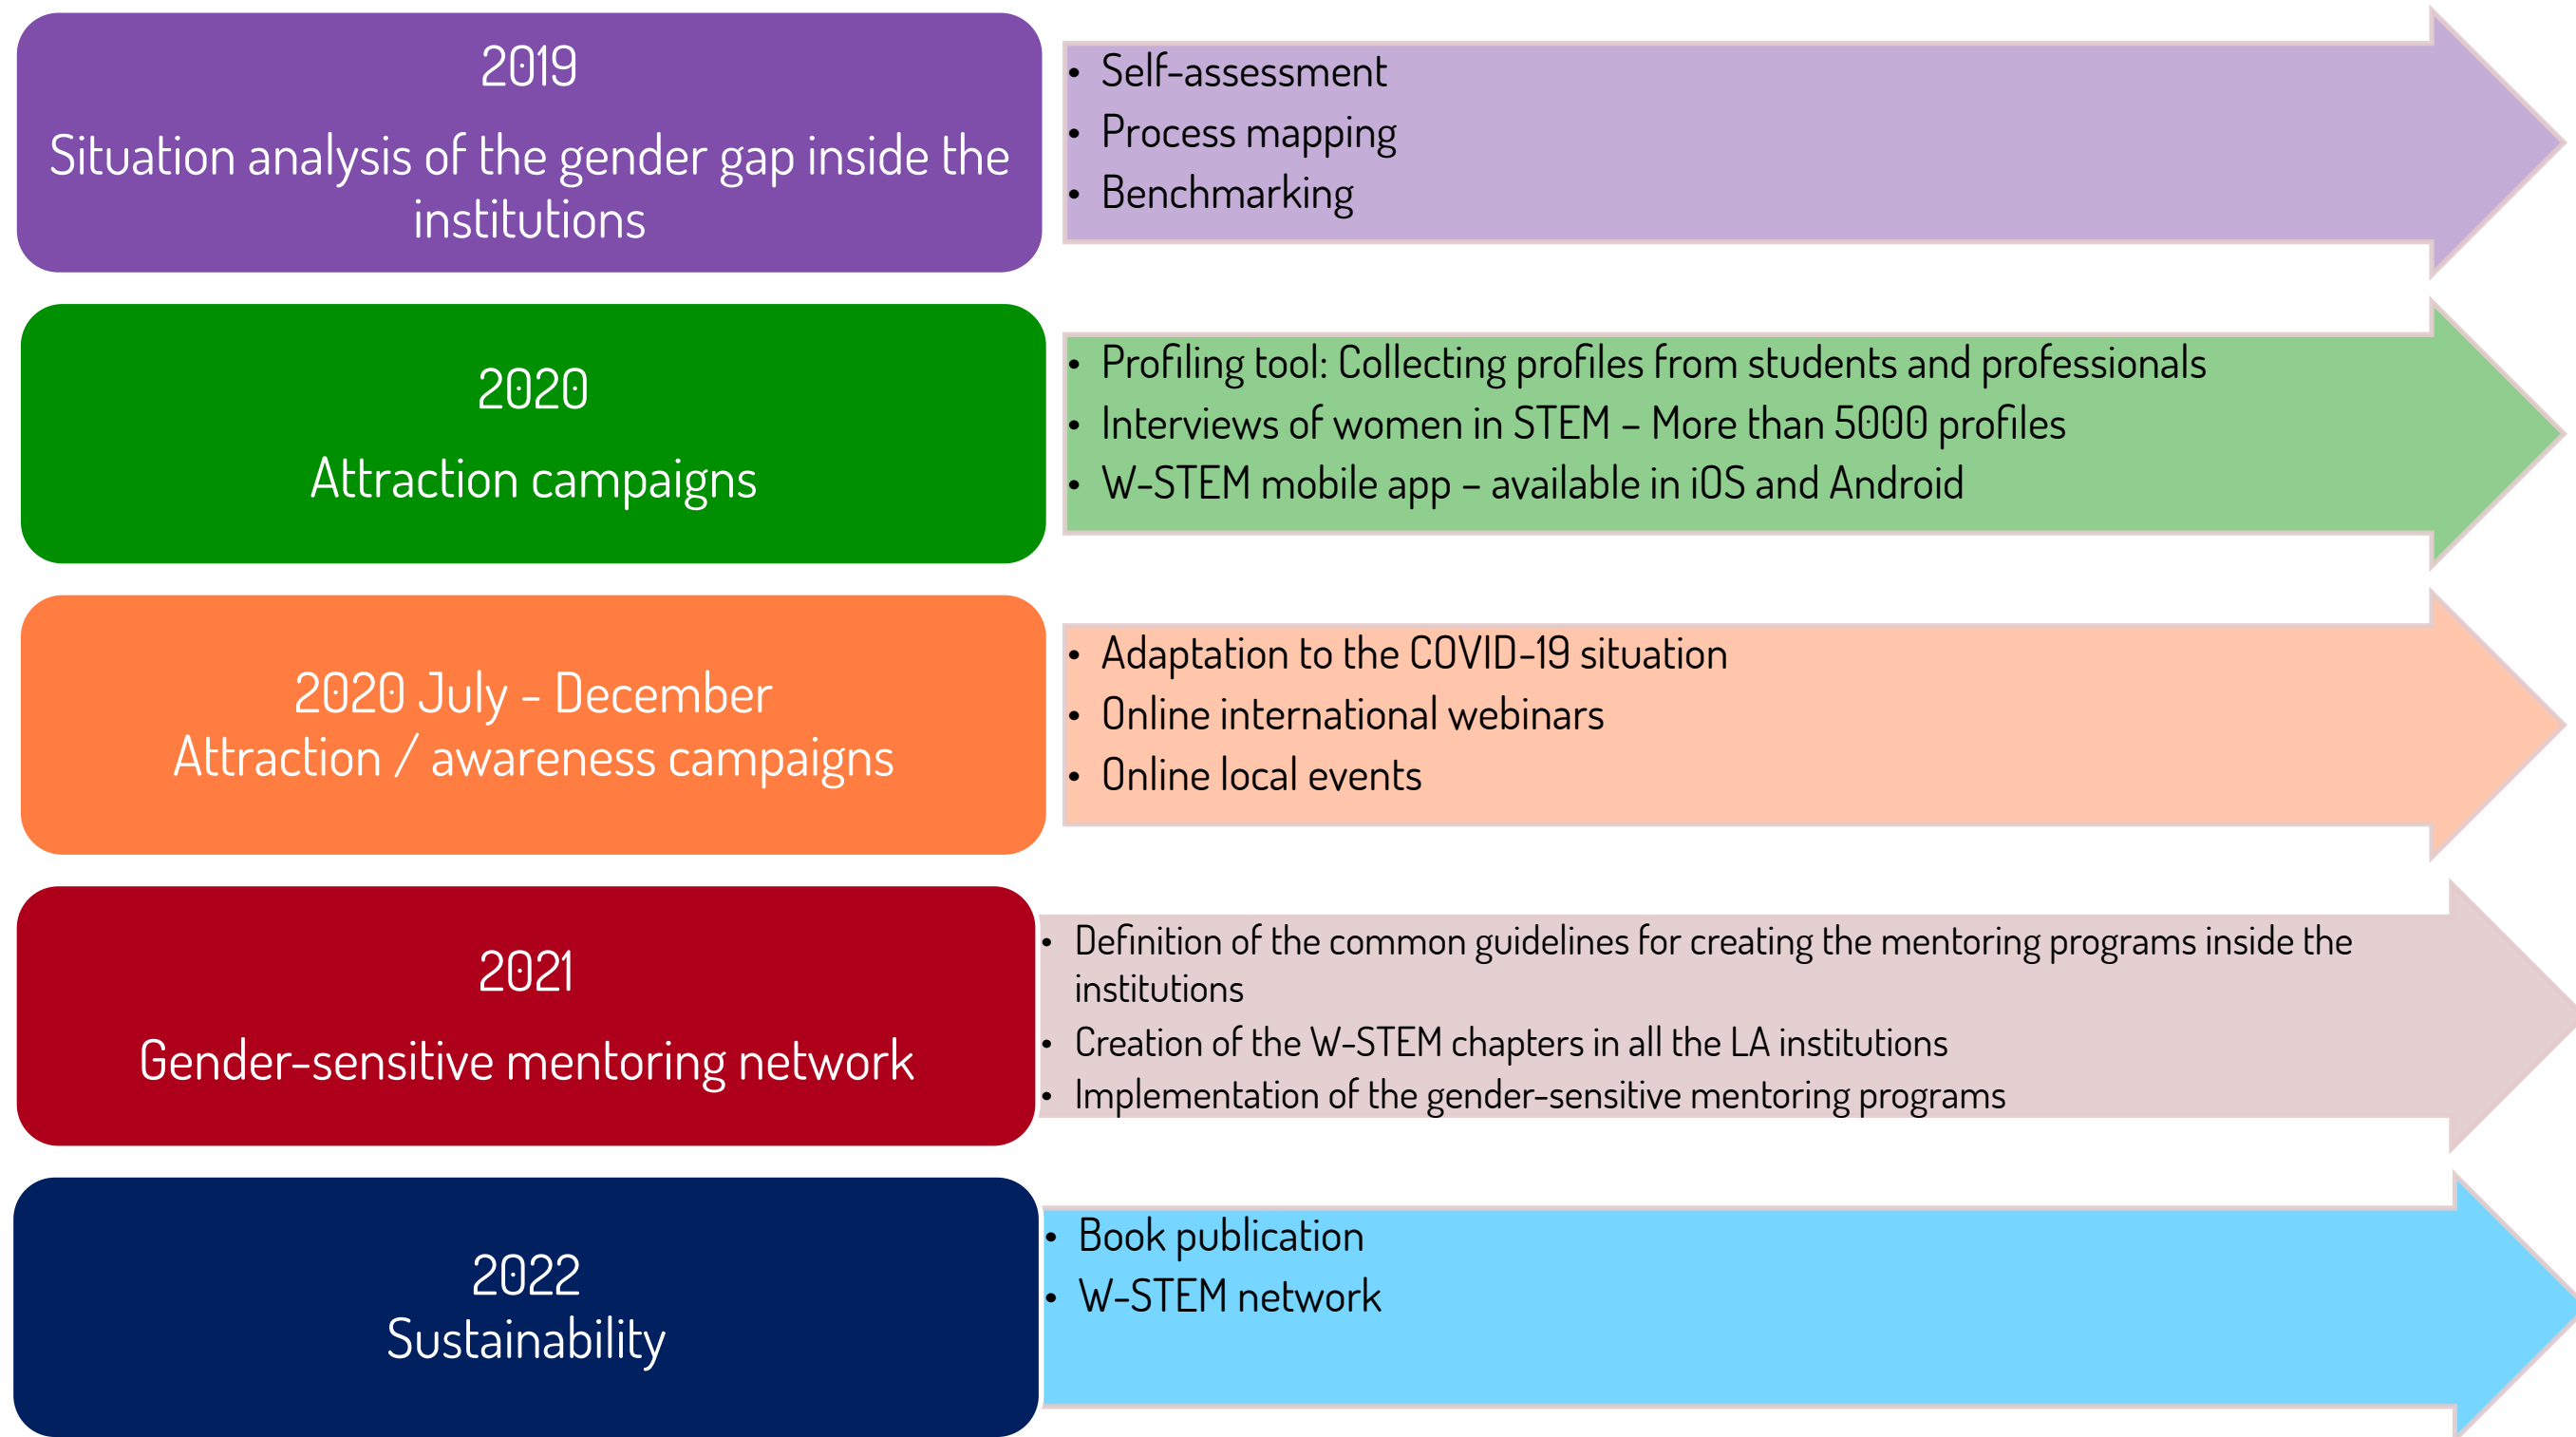 2019
Situation analysis of the gender gap inside the
institutions
• Self-assessment
• Process mapping
• Benchmarking
2020
Attraction campaigns
• Profiling tool: Collecting profiles from students and professionals
• Interviews of women in STEM – More than 5000 profiles
• W-STEM mobile app – available in iOS and Android
2020 July - December
Attraction / awareness campaigns
• Adaptation to the COVID-19 situation
• Online international webinars
• Online local events
2021
Gender-sensitive mentoring network
• Definition of the common guidelines for creating the mentoring programs inside the
institutions
• Creation of the W-STEM chapters in all the LA institutions
• Implementation of the gender-sensitive mentoring programs
2022
Sustainability
• Book publication
• W-STEM network